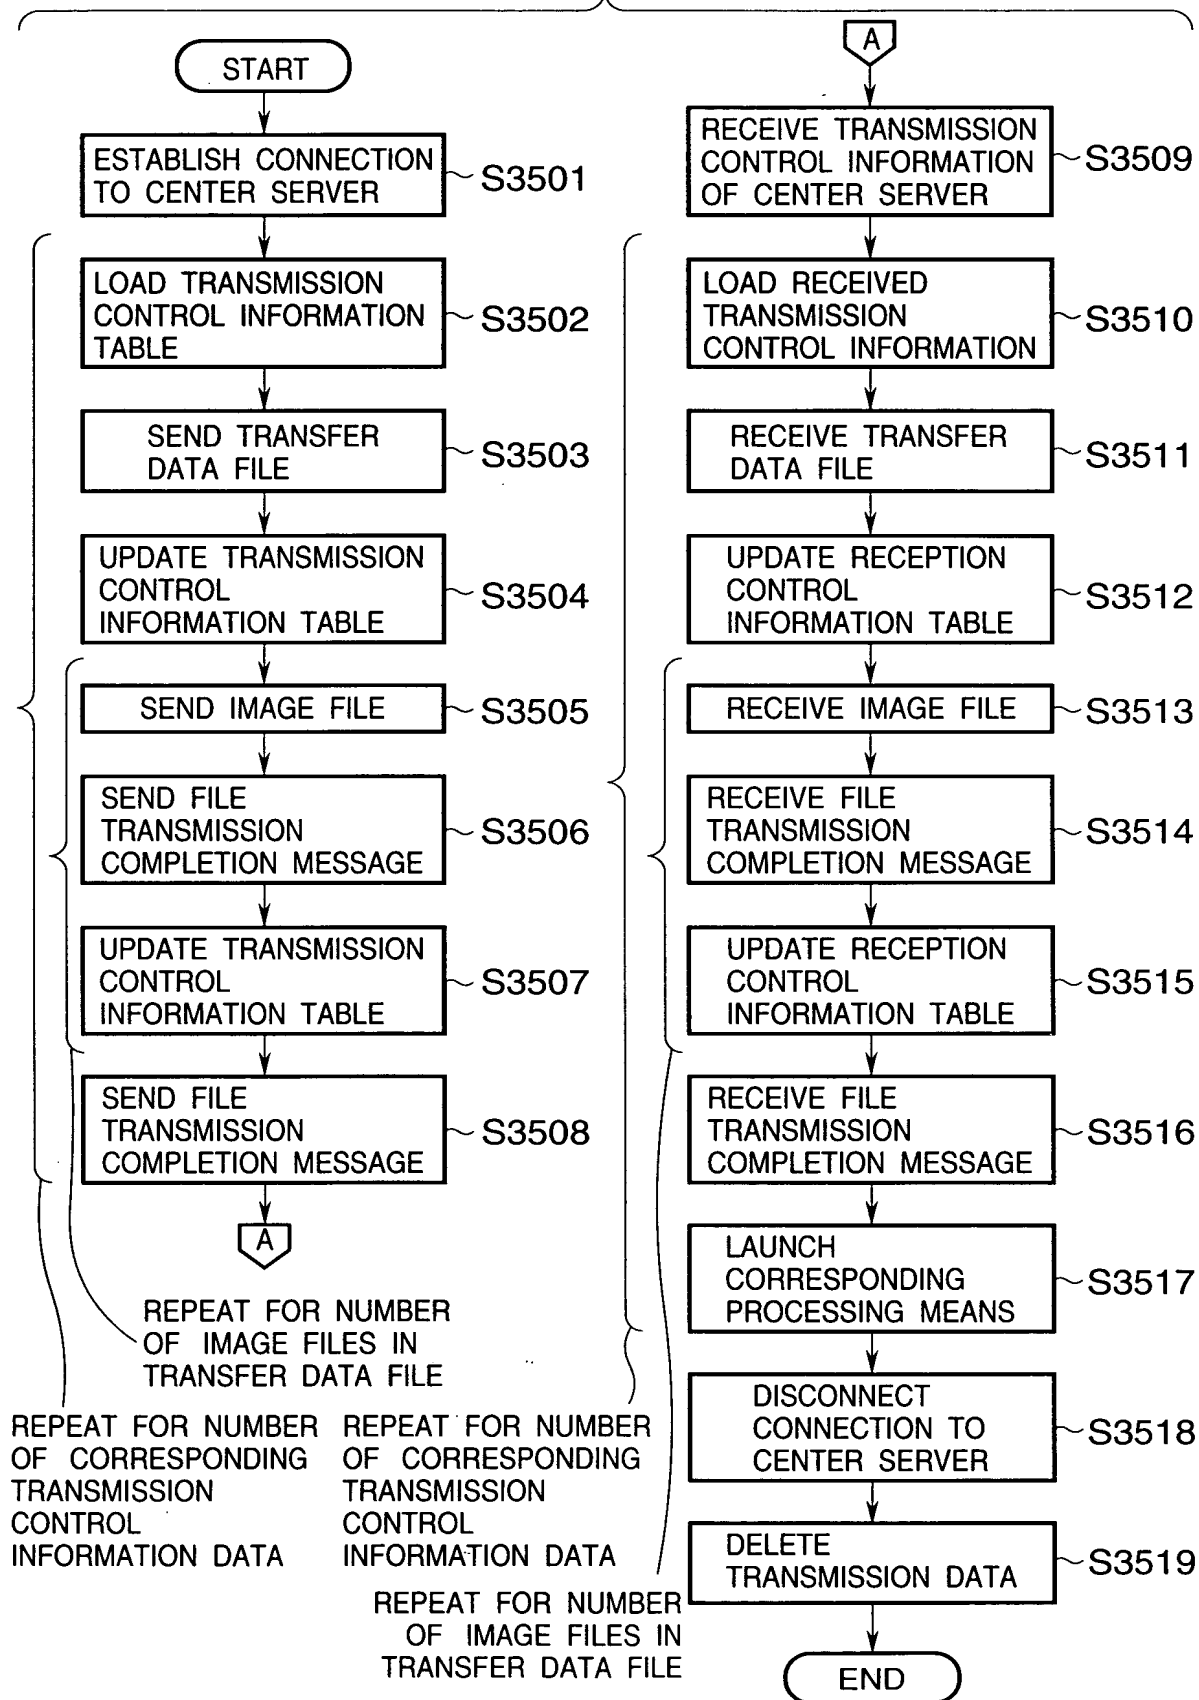 START
ESTABLISH CONNECTION
TO CENTER SERVER
S3501
LOAD TRANSMISSION
CONTROL INFORMATION
TABLE
S3502
SEND TRANSFER
DATA FILE
S3503
UPDATE TRANSMISSION
CONTROL
INFORMATION TABLE
S3504
SEND IMAGE FILE
S3505
SEND FILE
TRANSMISSION
COMPLETION MESSAGE
S3506
UPDATE TRANSMISSION
CONTROL
INFORMATION TABLE
S3507
SEND FILE
TRANSMISSION
COMPLETION MESSAGE
S3508
A
REPEAT FOR NUMBER
OF IMAGE FILES IN
TRANSFER DATA FILE
REPEAT FOR NUMBER
OF CORRESPONDING
TRANSMISSION
CONTROL
INFORMATION DATA
A
RECEIVE TRANSMISSION
CONTROL INFORMATION
OF CENTER SERVER
S3509
LOAD RECEIVED
TRANSMISSION
CONTROL INFORMATION
S3510
RECEIVE TRANSFER
DATA FILE
S3511
UPDATE RECEPTION
CONTROL
INFORMATION TABLE
S3512
RECEIVE IMAGE FILE
S3513
RECEIVE FILE
TRANSMISSION
COMPLETION MESSAGE
S3514
UPDATE RECEPTION
CONTROL
INFORMATION TABLE
S3515
RECEIVE FILE
TRANSMISSION
COMPLETION MESSAGE
S3516
LAUNCH
CORRESPONDING
PROCESSING MEANS
S3517
DISCONNECT
CONNECTION TO
CENTER SERVER
S3518
DELETE
TRANSMISSION DATA
S3519
END
REPEAT FOR NUMBER
OF CORRESPONDING
TRANSMISSION
CONTROL
INFORMATION DATA
REPEAT FOR NUMBER
OF IMAGE FILES IN
TRANSFER DATA FILE